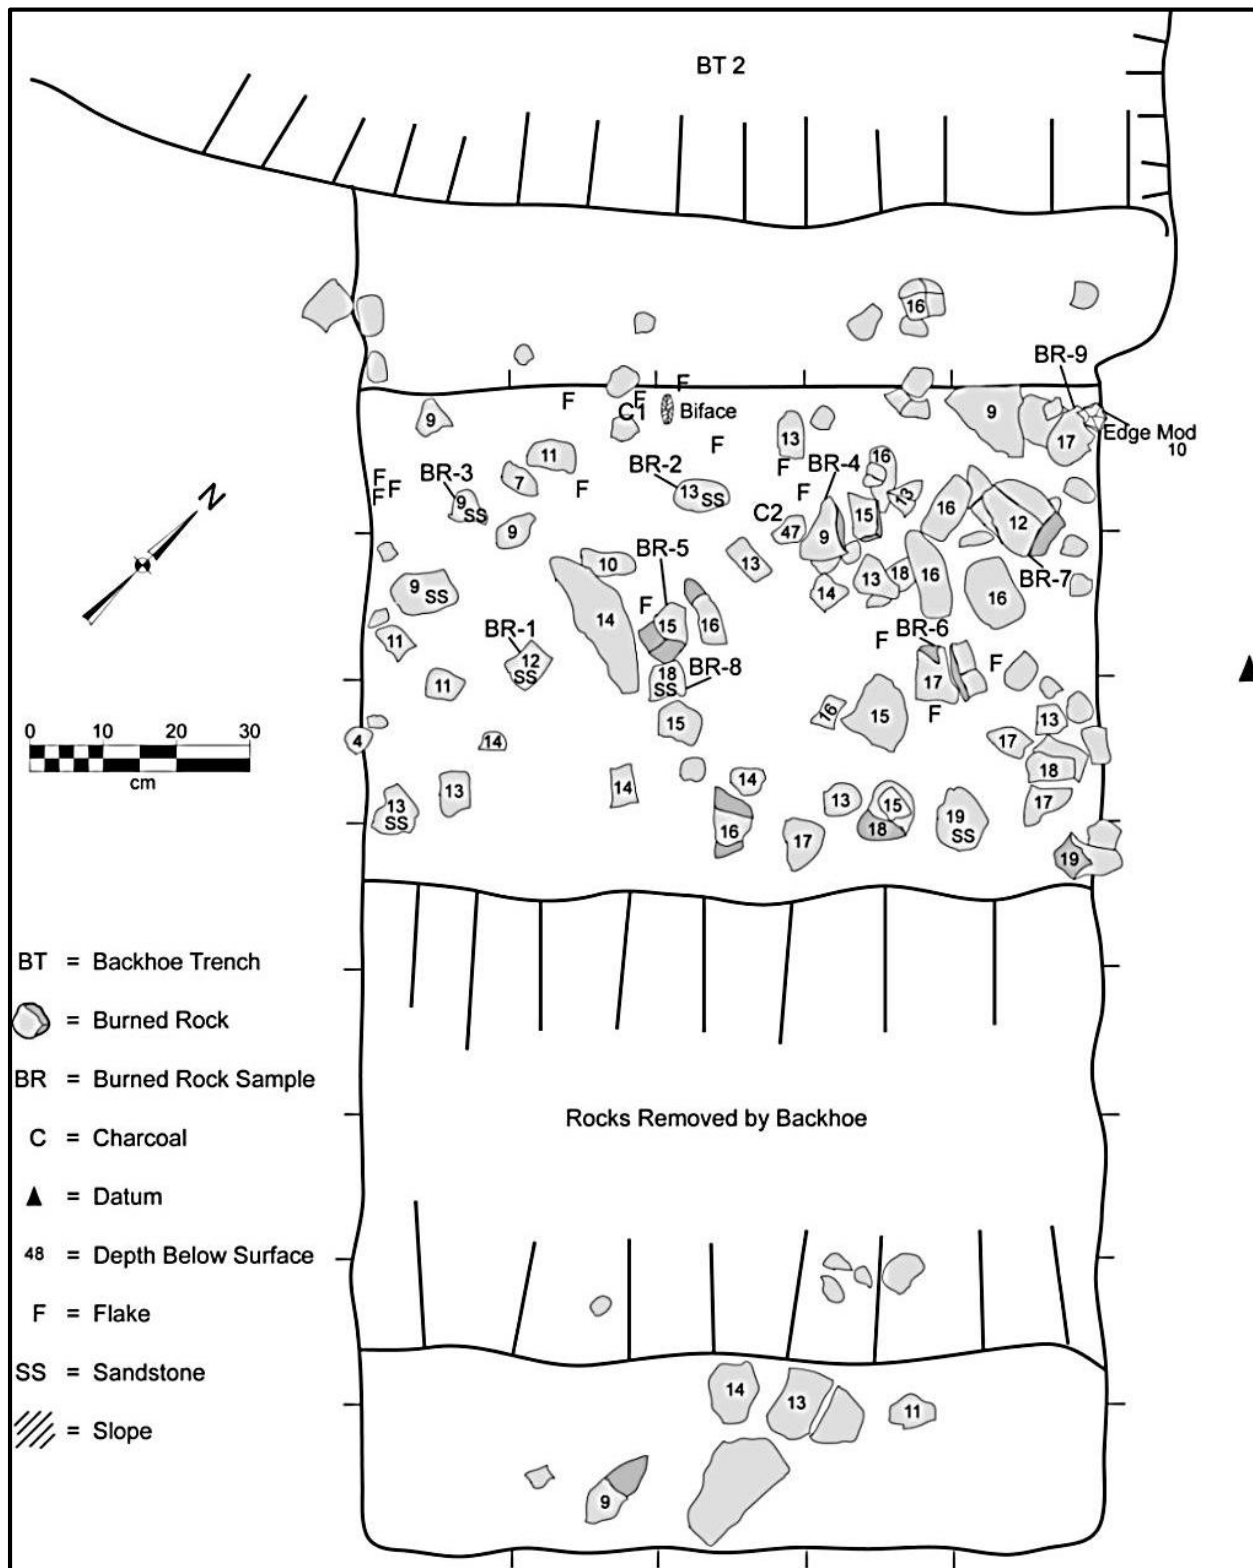 BT 2
16
BR-9
F
F
F
C1
Biface
9
9
17
Edge Mod
10
13
F
11
16
F
F
F
F
BR-3
7
F
BR-2
13
SS
F
BR-4
13
9
SS
C2
47
15
16
12
9
9
N
BR-5
10
13
13
18
16
BR-7
9
SS
14
16
14
F
15
16
11
BR-1
F
BR-6
F
12
SS
18
SS
BR-8
17
11
16
15
F
13
15
4
14
17
18
0 10 20 30
cm
13
SS
13
14
14
13
15
17
16
17
18
19
SS
19
BT = Backhoe Trench
= Burned Rock
BR = Burned Rock Sample
C = Charcoal
= Datum
48 = Depth Below Surface
F = Flake
SS = Sandstone
= Slope
Rocks Removed by Backhoe
14
13
11
9